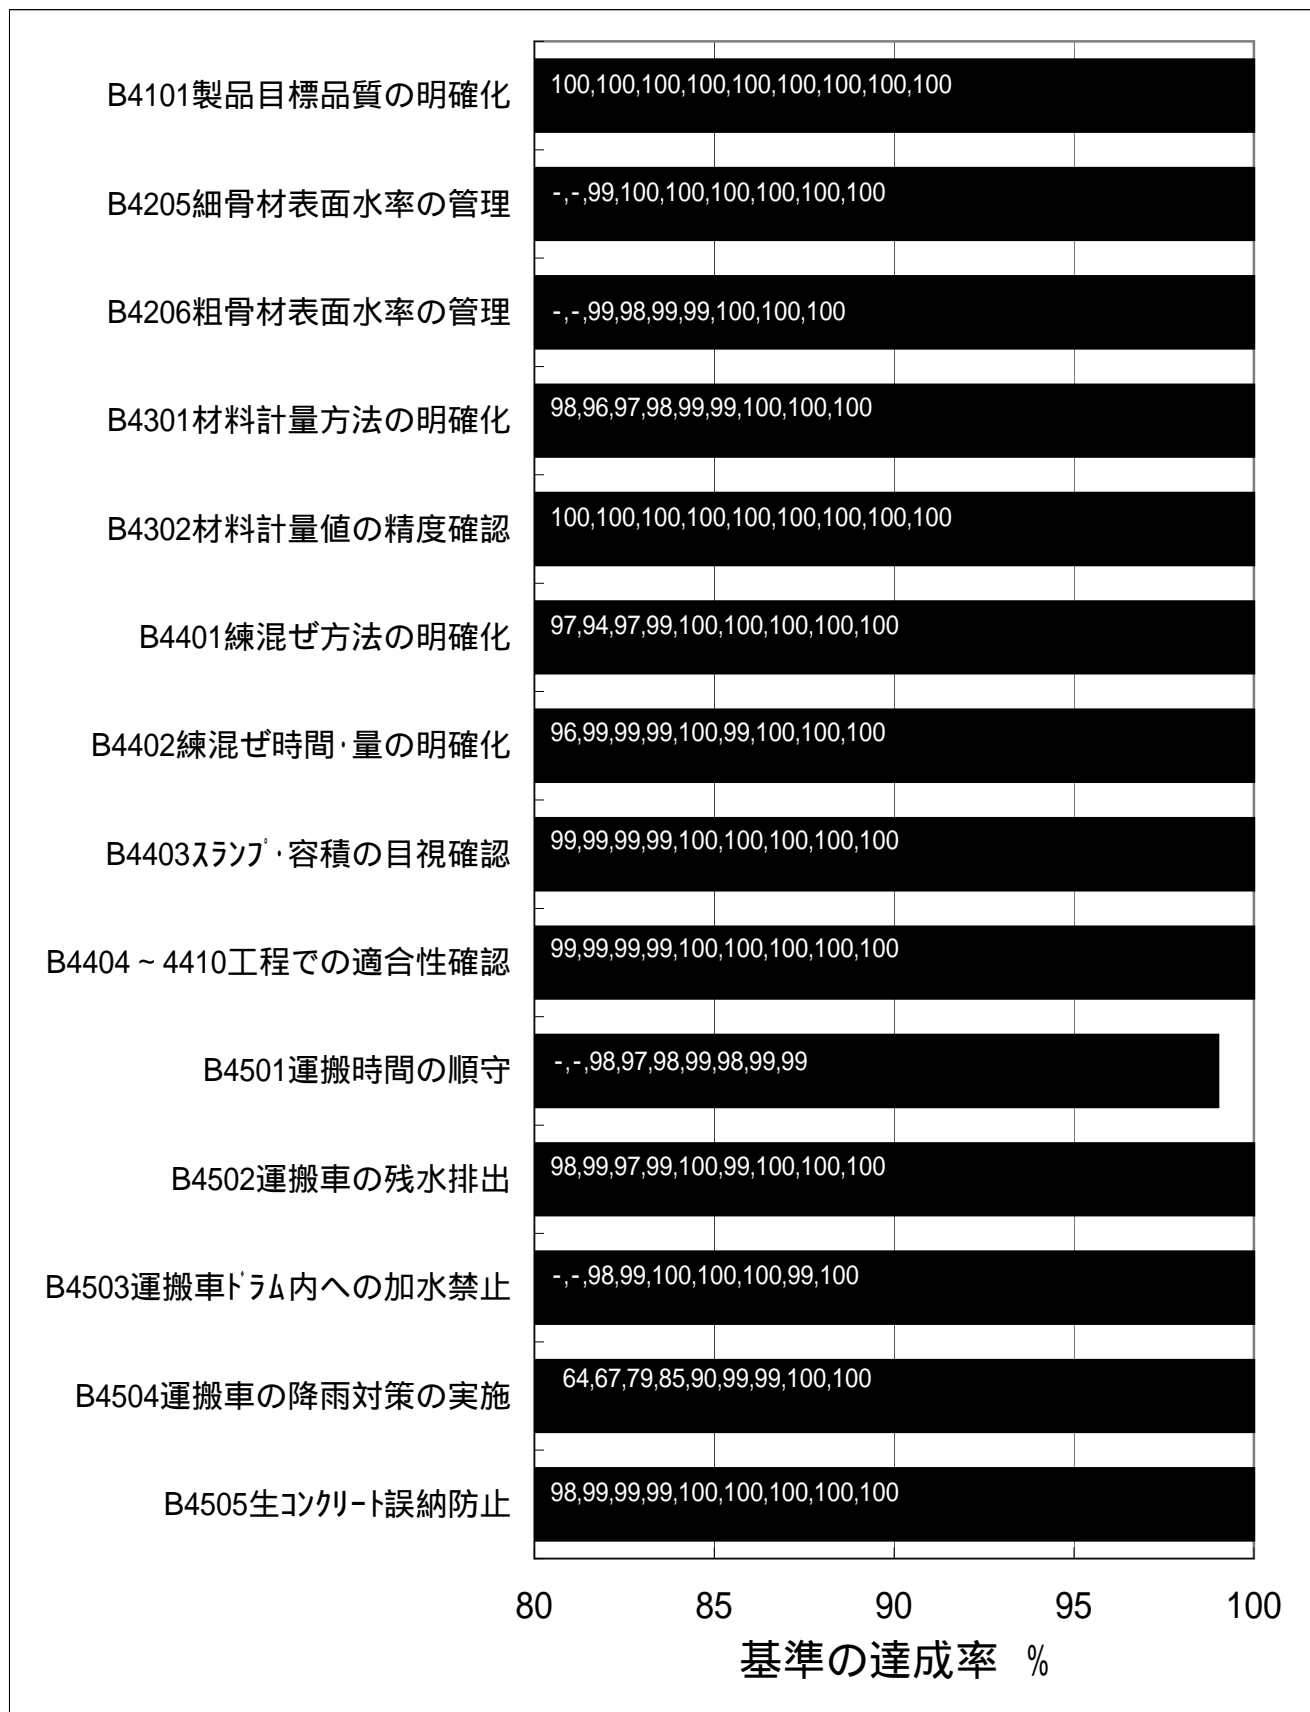 B4101製品目標品質の明確化 100,100,100,100,100,100,100,100,100
B4205細骨材表面水率の管理 -,-,99,100,100,100,100,100,100
B4206粗骨材表面水率の管理 -,-,99,98,99,99,100,100,100
B4301材料計量方法の明確化 98,96,97,98,99,99,100,100,100
B4302材料計量値の精度確認 100,100,100,100,100,100,100,100,100
B4401練混ぜ方法の明確化 97,94,97,99,100,100,100,100,100
B4402練混ぜ時間･量の明確化 96,99,99,99,100,99,100,100,100
B4403ｽﾗﾝﾌﾟ･容積の目視確認 99,99,99,99,100,100,100,100,100
B4404～4410工程での適合性確認 99,99,99,99,100,100,100,100,100
B4501運搬時間の順守 -,-,98,97,98,99,98,99,99
B4502運搬車の残水排出 98,99,97,99,100,99,100,100,100
B4503運搬車ﾄﾞﾗﾑ内への加水禁止 -,-,98,99,100,100,100,99,100
B4504運搬車の降雨対策の実施 64,67,79,85,90,99,99,100,100
B4505生ｺﾝｸﾘｰﾄ誤納防止 98,99,99,99,100,100,100,100,100
80 85 90 95 100
基準の達成率 %